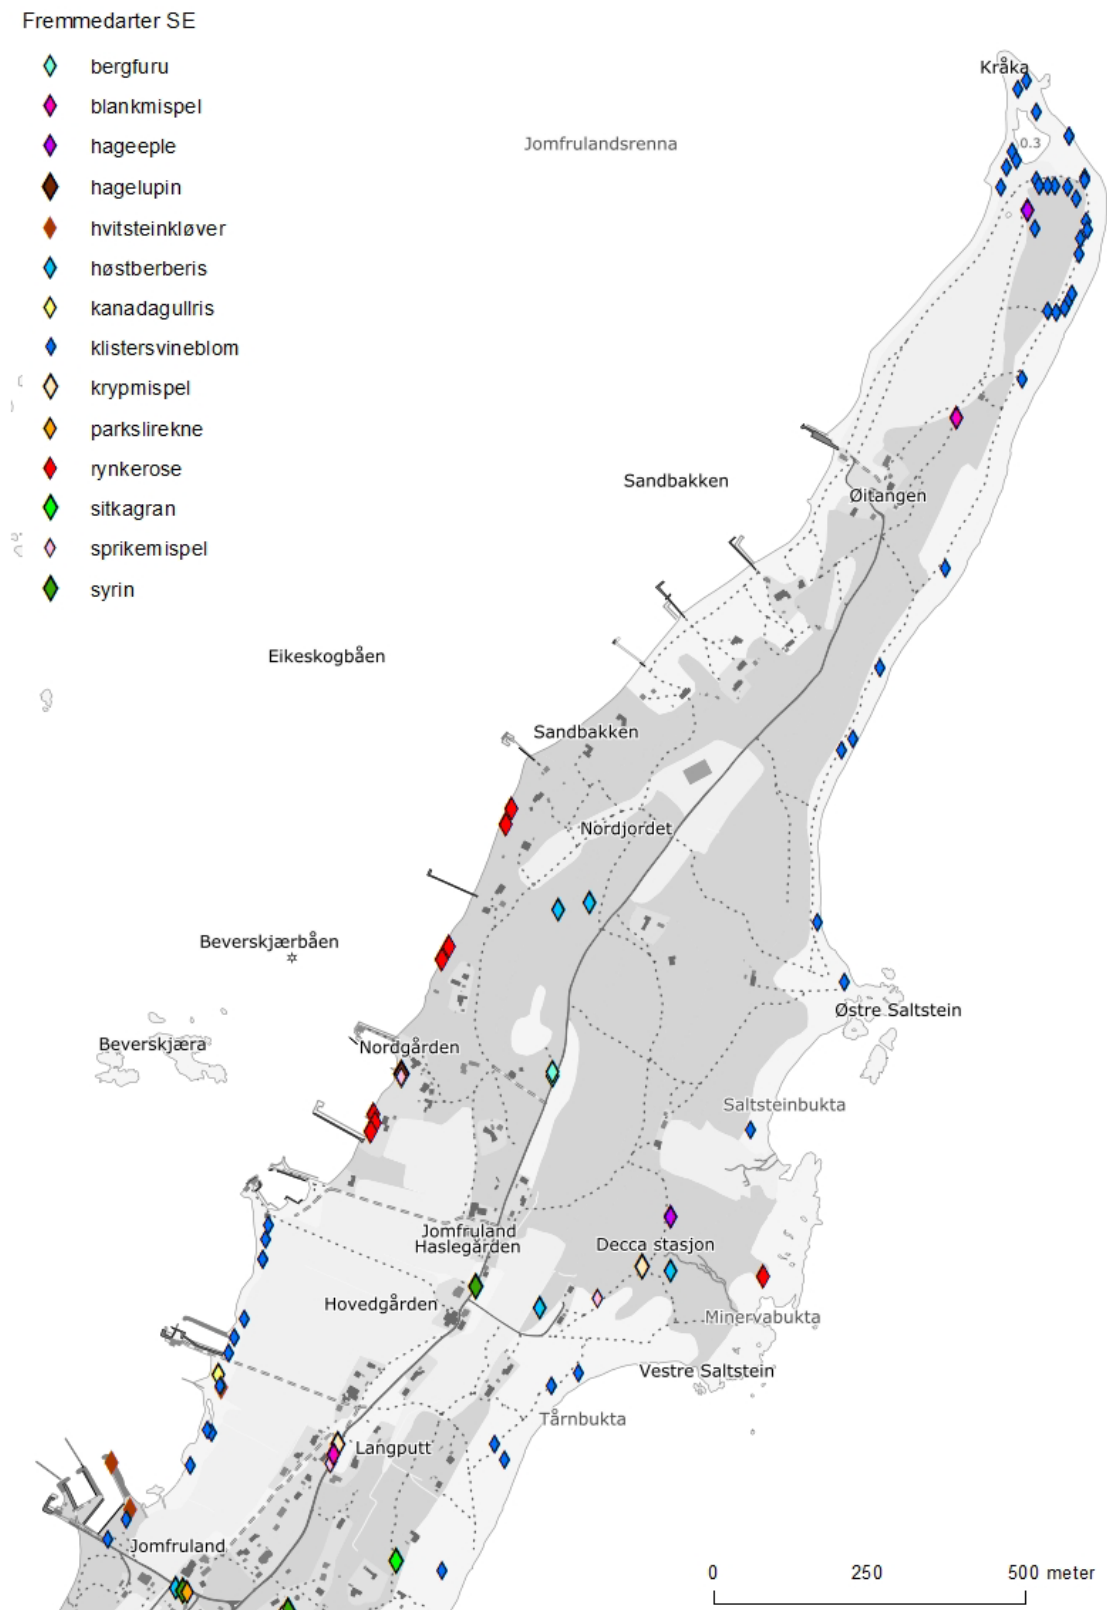 Fremmedarter SE
bergfuru
blankmispel
hageeple
hagelupin
hvitsteinkløver
høstberberis
kanadagullris
klistersvineblom
krypmispel
parkslirekne
rynkerose
sitkagran
sprikemispel
syrin
Kråka
Jomfrulandsrenna
0.3
Sandbakken
Øitangen
Eikeskogbåen
Sandbakken
Nordjordet
Beverskjærbåen
Østre Saltstein
Beverskjæra
Nordgården
Saltsteinbukta
Jomfruland
Haslegården
Decca stasjon
Hovedgården
Minervabukta
Vestre Saltstein
Tårnbukta
Langputt
Jomfruland
0 250 500 meter